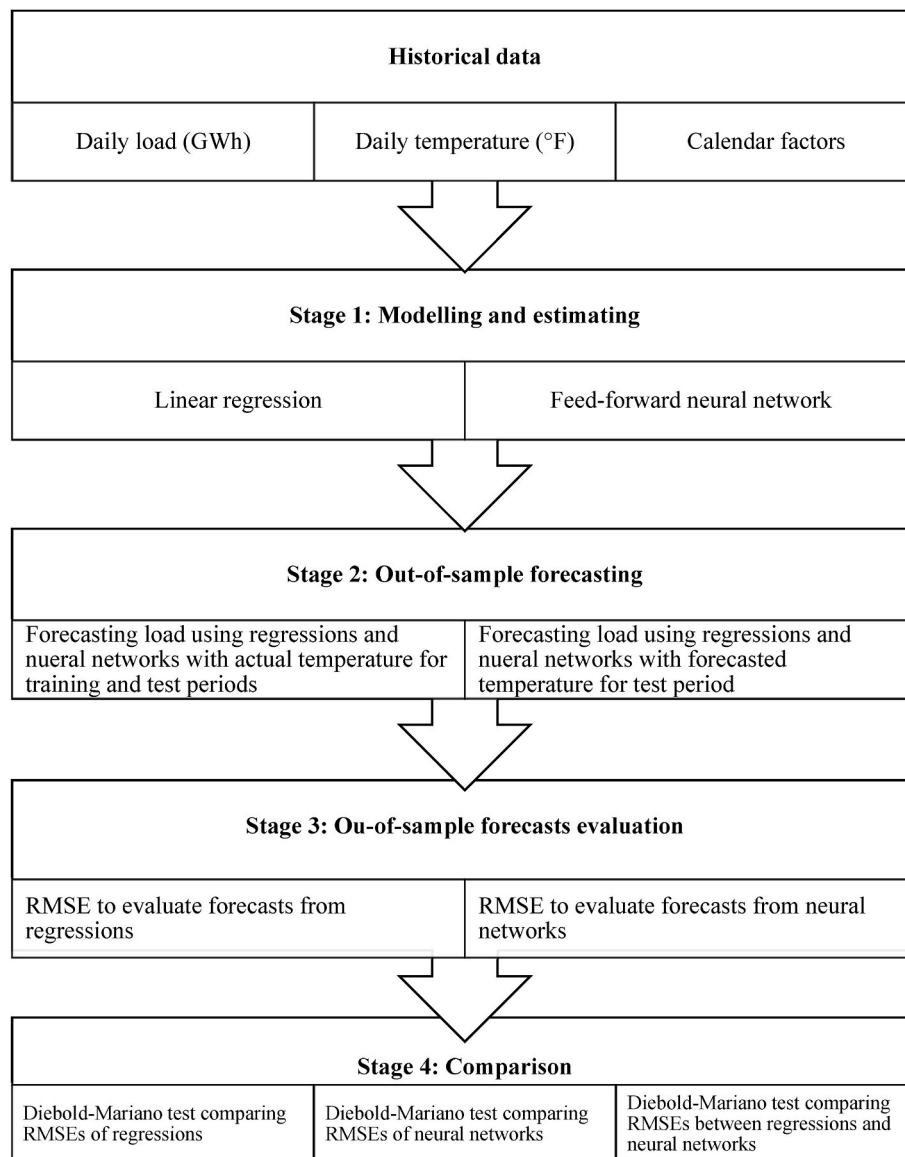 Historical data
Daily load (GWh)
Daily temperature (°F)
Calendar factors
Stage 1: Modelling and estimating
Linear regression
Feed-forward neural network
Stage 2: Out-of-sample forecasting
Forecasting load using regressions and
nueral networks with actual temperature for
training and test periods
Forecasting load using regressions and
nueral networks with forecasted
temperature for test period
Stage 3: Ou-of-sample forecasts evaluation
RMSE to evaluate forecasts from
regressions
RMSE to evaluate forecasts from neural
networks
Stage 4: Comparison
Diebold-Mariano test comparing
RMSEs of regressions
Diebold-Mariano test comparing
RMSEs of neural networks
Diebold-Mariano test comparing
RMSEs between regressions and
neural networks